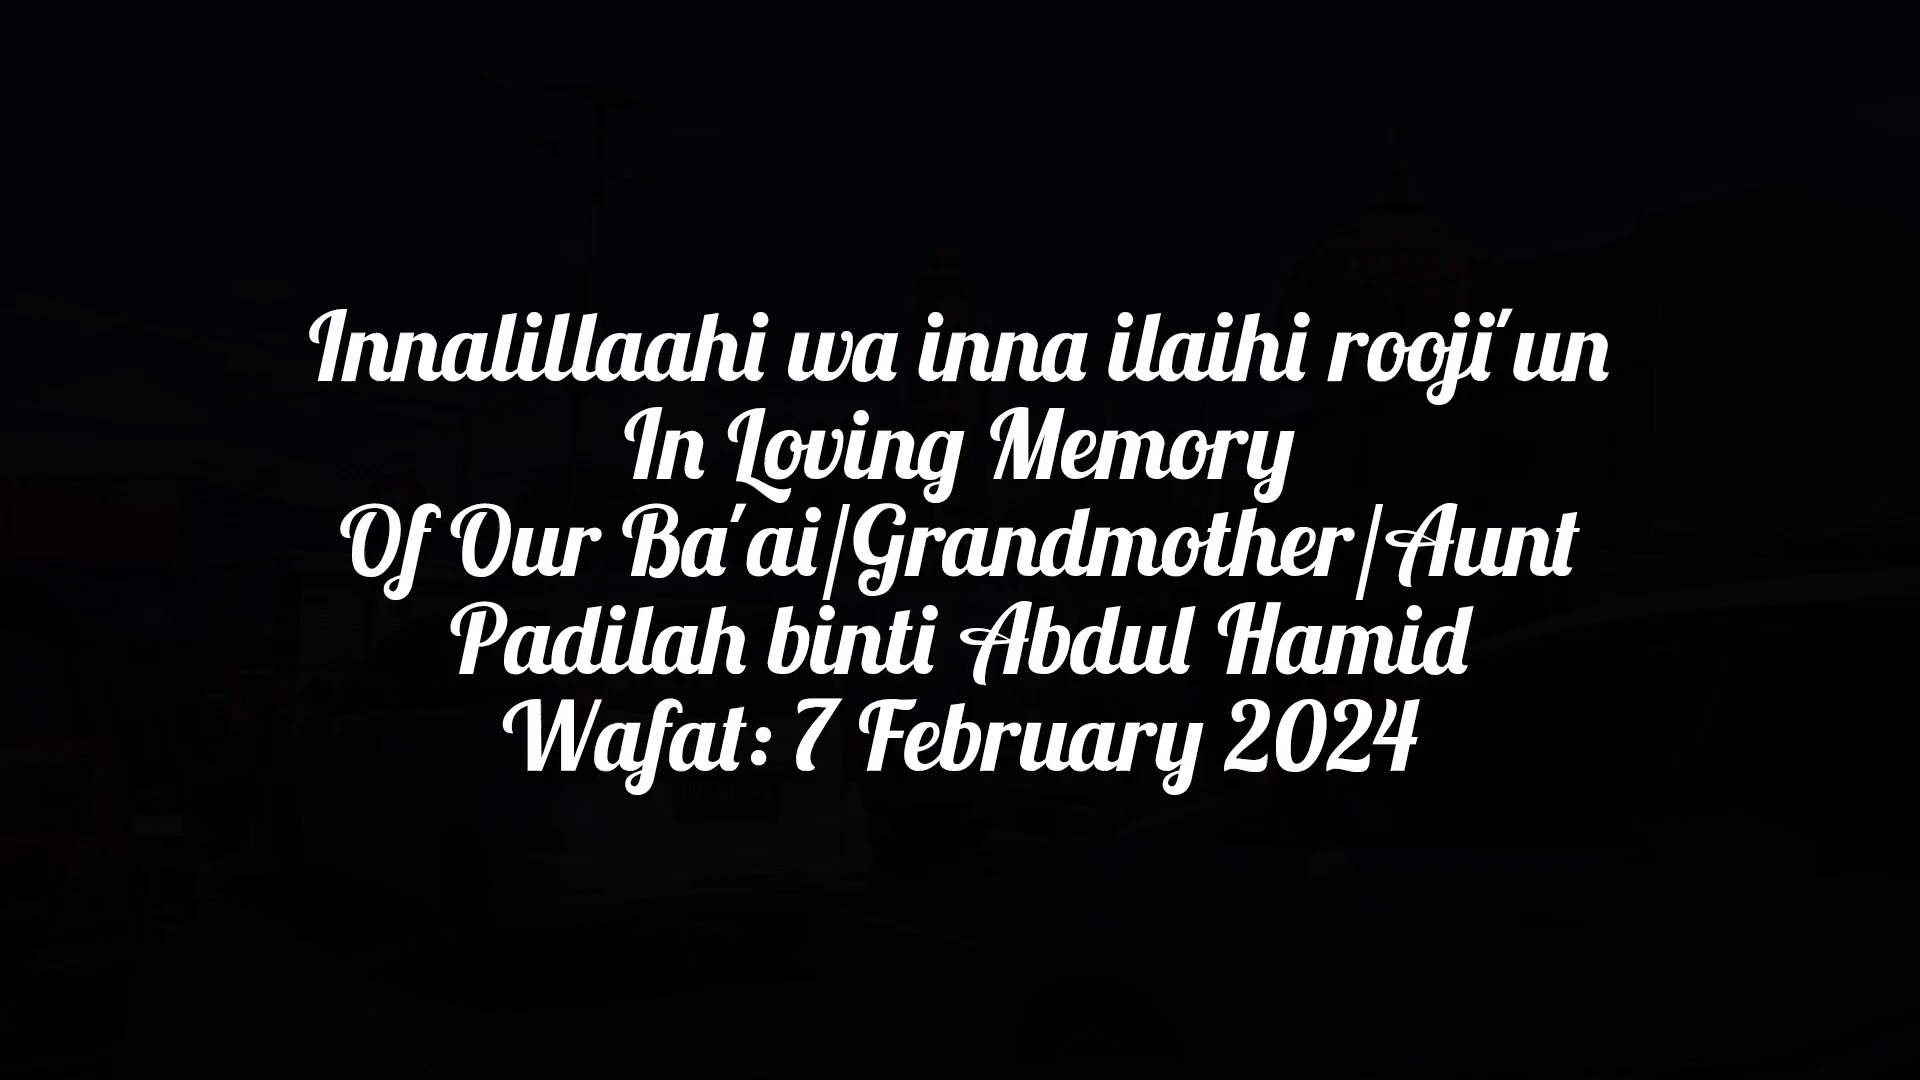 Innalillaahi wa inna ilaihi rooji'un
In Loving Memory
Of Our Ba'ai/Grandmother/Aunt
Padilah binti Abdul Hamid
Wafat: 7 February 2024